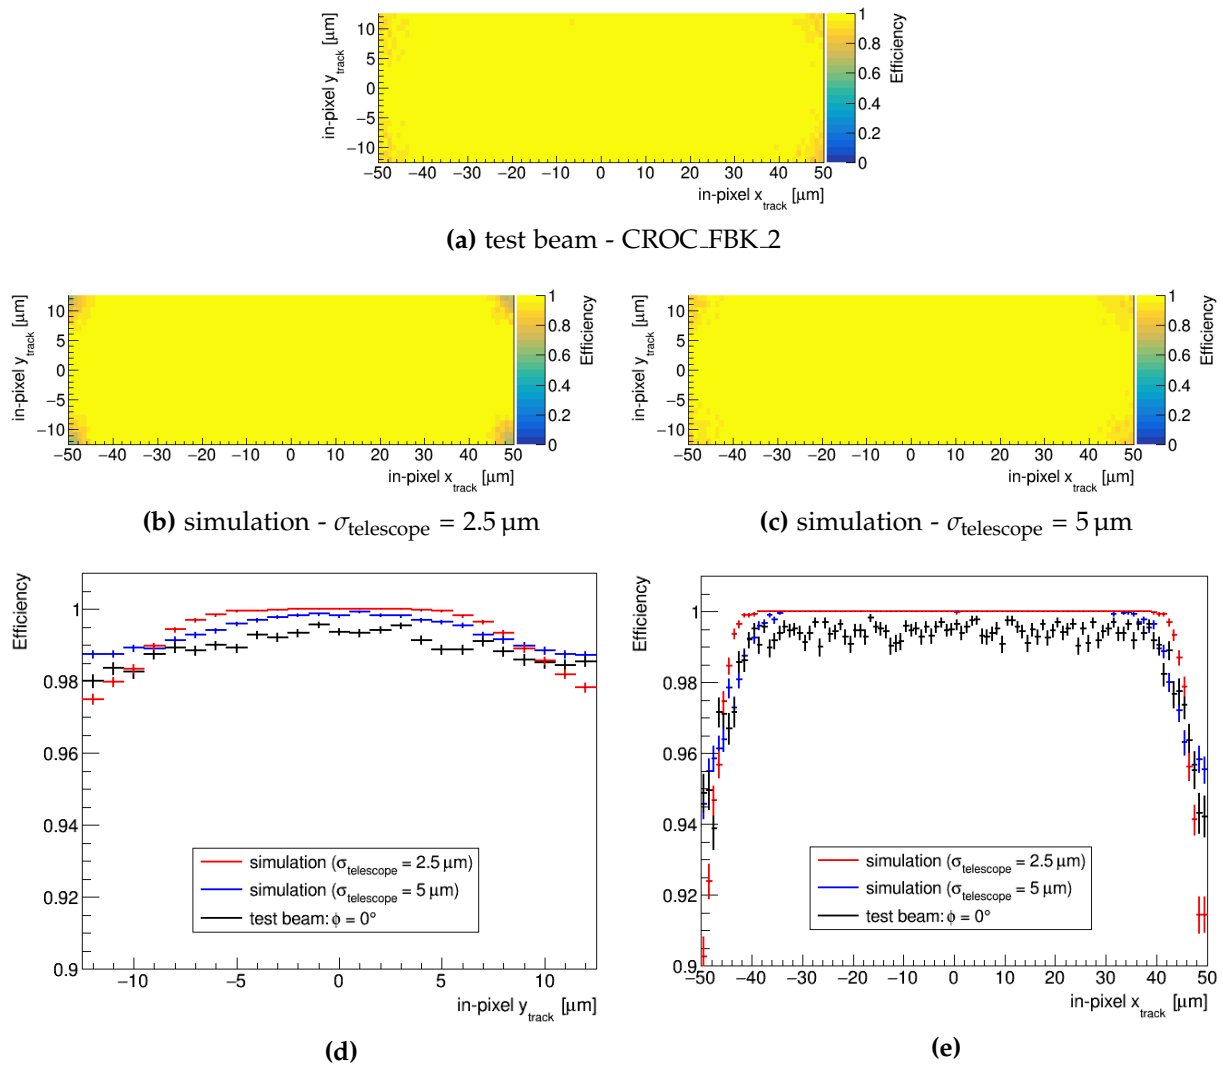 in-pixel y_track [μm]
10
5
0
−5
−10
−50 −40 −30 −20 −10 0 10 20 30 40 50
in-pixel x_track [μm]
1
0.8
0.6
0.4
0.2
0
Efficiency
(a) test beam - CROC_FBK_2
in-pixel y_track [μm]
10
5
0
−5
−10
−50 −40 −30 −20 −10 0 10 20 30 40 50
in-pixel x_track [μm]
1
0.8
0.6
0.4
0.2
0
Efficiency
(b) simulation - σ_telescope = 2.5 μm
in-pixel y_track [μm]
10
5
0
−5
−10
−50 −40 −30 −20 −10 0 10 20 30 40 50
in-pixel x_track [μm]
1
0.8
0.6
0.4
0.2
0
Efficiency
(c) simulation - σ_telescope = 5 μm
Efficiency
1
0.98
0.96
0.94
0.92
0.9
simulation (σ_telescope = 2.5 μm)
simulation (σ_telescope = 5 μm)
test beam: ϕ = 0°
−10 −5 0 5 10
in-pixel y_track [μm]
(d)
Efficiency
1
0.98
0.96
0.94
0.92
0.9
simulation (σ_telescope = 2.5 μm)
simulation (σ_telescope = 5 μm)
test beam: ϕ = 0°
−50 −40 −30 −20 −10 0 10 20 30 40 50
in-pixel x_track [μm]
(e)